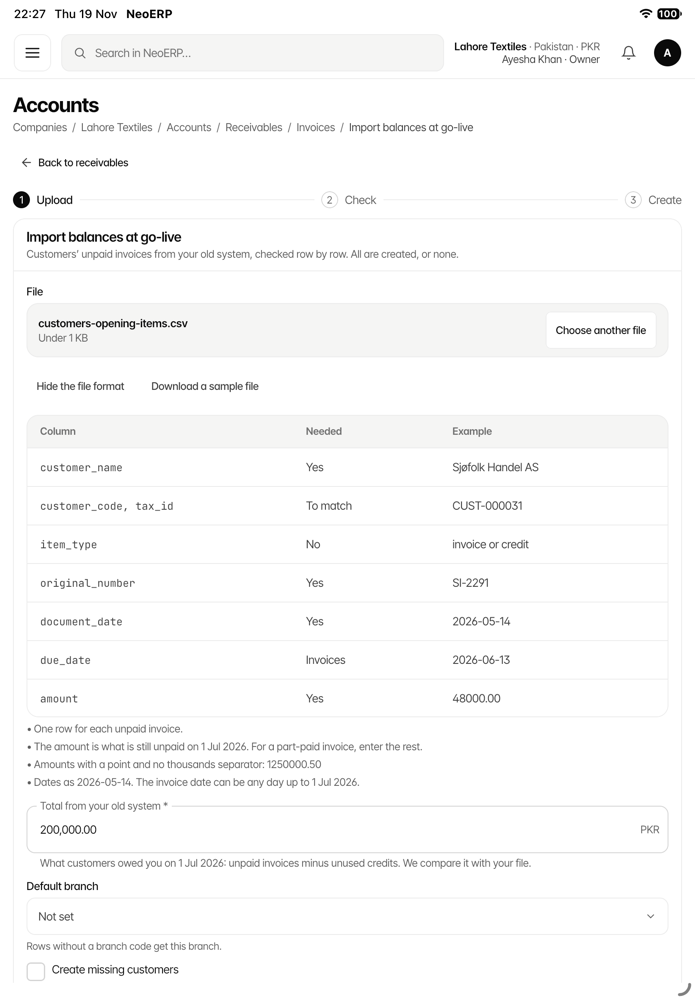 22:27 Thu 19 Nov NeoERP
100
Search in NeoERP...
Lahore Textiles · Pakistan · PKR
Ayesha Khan · Owner
A
Accounts
Companies / Lahore Textiles / Accounts / Receivables / Invoices / Import balances at go-live
Back to receivables
1 Upload
2 Check
3 Create
Import balances at go-live
Customers' unpaid invoices from your old system, checked row by row. All are created, or none.
File
customers-opening-items.csv
Under 1 KB
Choose another file
Hide the file format
Download a sample file
Column Needed Example
customer_name Yes Sjøfolk Handel AS
customer_code, tax_id To match CUST-000031
item_type No invoice or credit
original_number Yes SI-2291
document_date Yes 2026-05-14
due_date Invoices 2026-06-13
amount Yes 48000.00
• One row for each unpaid invoice.
• The amount is what is still unpaid on 1 Jul 2026. For a part-paid invoice, enter the rest.
• Amounts with a point and no thousands separator: 1250000.50
• Dates as 2026-05-14. The invoice date can be any day up to 1 Jul 2026.
Total from your old system *
200,000.00 PKR
What customers owed you on 1 Jul 2026: unpaid invoices minus unused credits. We compare it with your file.
Default branch
Not set
Rows without a branch code get this branch.
Create missing customers